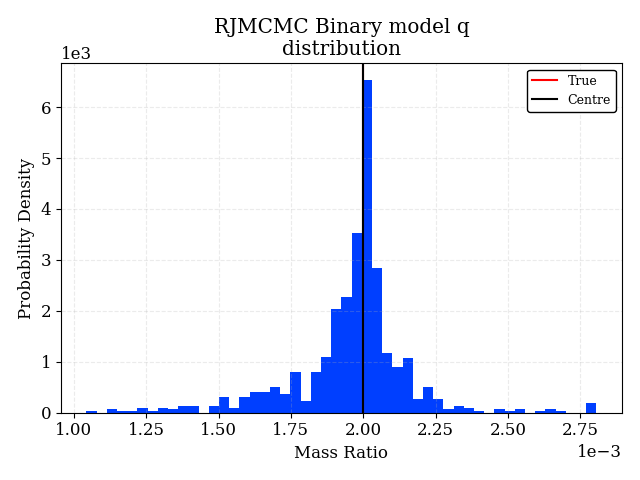 RJMCMC Binary model q
distribution
1e3
True
Centre
Probability Density
6
5
4
3
2
1
0
1.00 1.25 1.50 1.75 2.00 2.25 2.50 2.75
Mass Ratio
1e−3